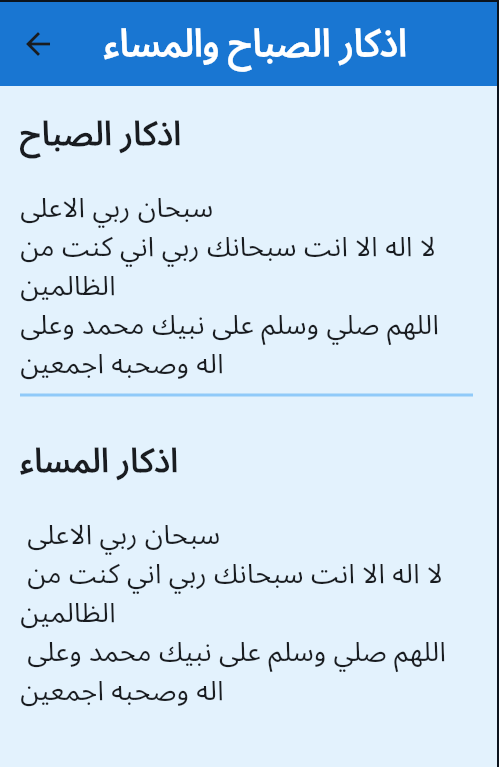 اذكار الصباح والمساء
اذكار الصباح
سبحان ربي الاعلى
لا اله الا انت سبحانك ربي اني كنت من
الظالمين
اللهم صلي وسلم على نبيك محمد وعلى
اله وصحبه اجمعين
اذكار المساء
سبحان ربي الاعلى
لا اله الا انت سبحانك ربي اني كنت من
الظالمين
اللهم صلي وسلم على نبيك محمد وعلى
اله وصحبه اجمعين